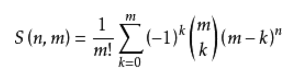 S(n, m) = \frac{1}{m!} \sum_{k=0}^{m} (-1)^k \binom{m}{k} (m - k)^n